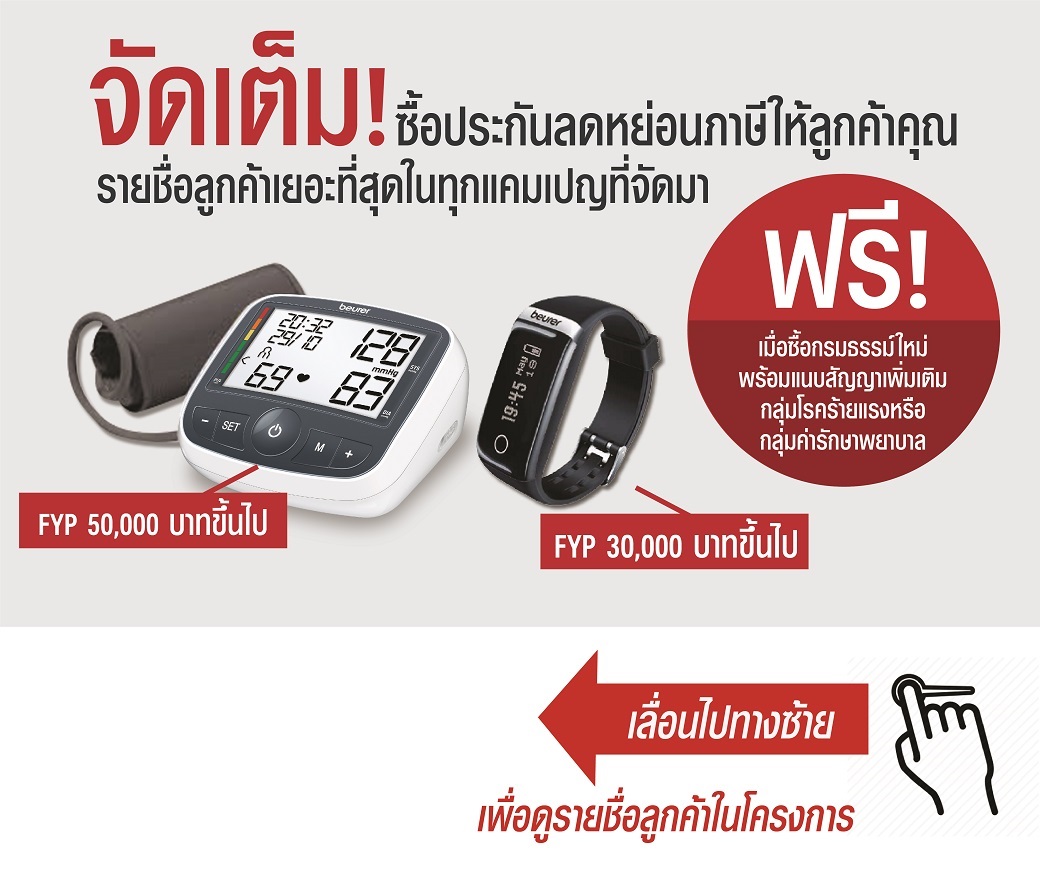 จัดเต็ม! ซื้อประกันลดหย่อนภาษีให้ลูกค้าคุณ
รายชื่อลูกค้าเยอะที่สุดในทุกแคมเปญที่จัดมา
ฟรี!
เมื่อซื้อกรมธรรม์ใหม่
พร้อมแนบสัญญาเพิ่มเติม
กลุ่มโรคร้ายแรงหรือ
กลุ่มค่ารักษาพยาบาล
beurer
20:32
29/10
128
SYS
mmHg
69
83
DIA
- SET M +
beurer
19:45
May
19
FYP 50,000 บาทขึ้นไป
FYP 30,000 บาทขึ้นไป
เลื่อนไปทางซ้าย
เพื่อดูรายชื่อลูกค้าในโครงการ